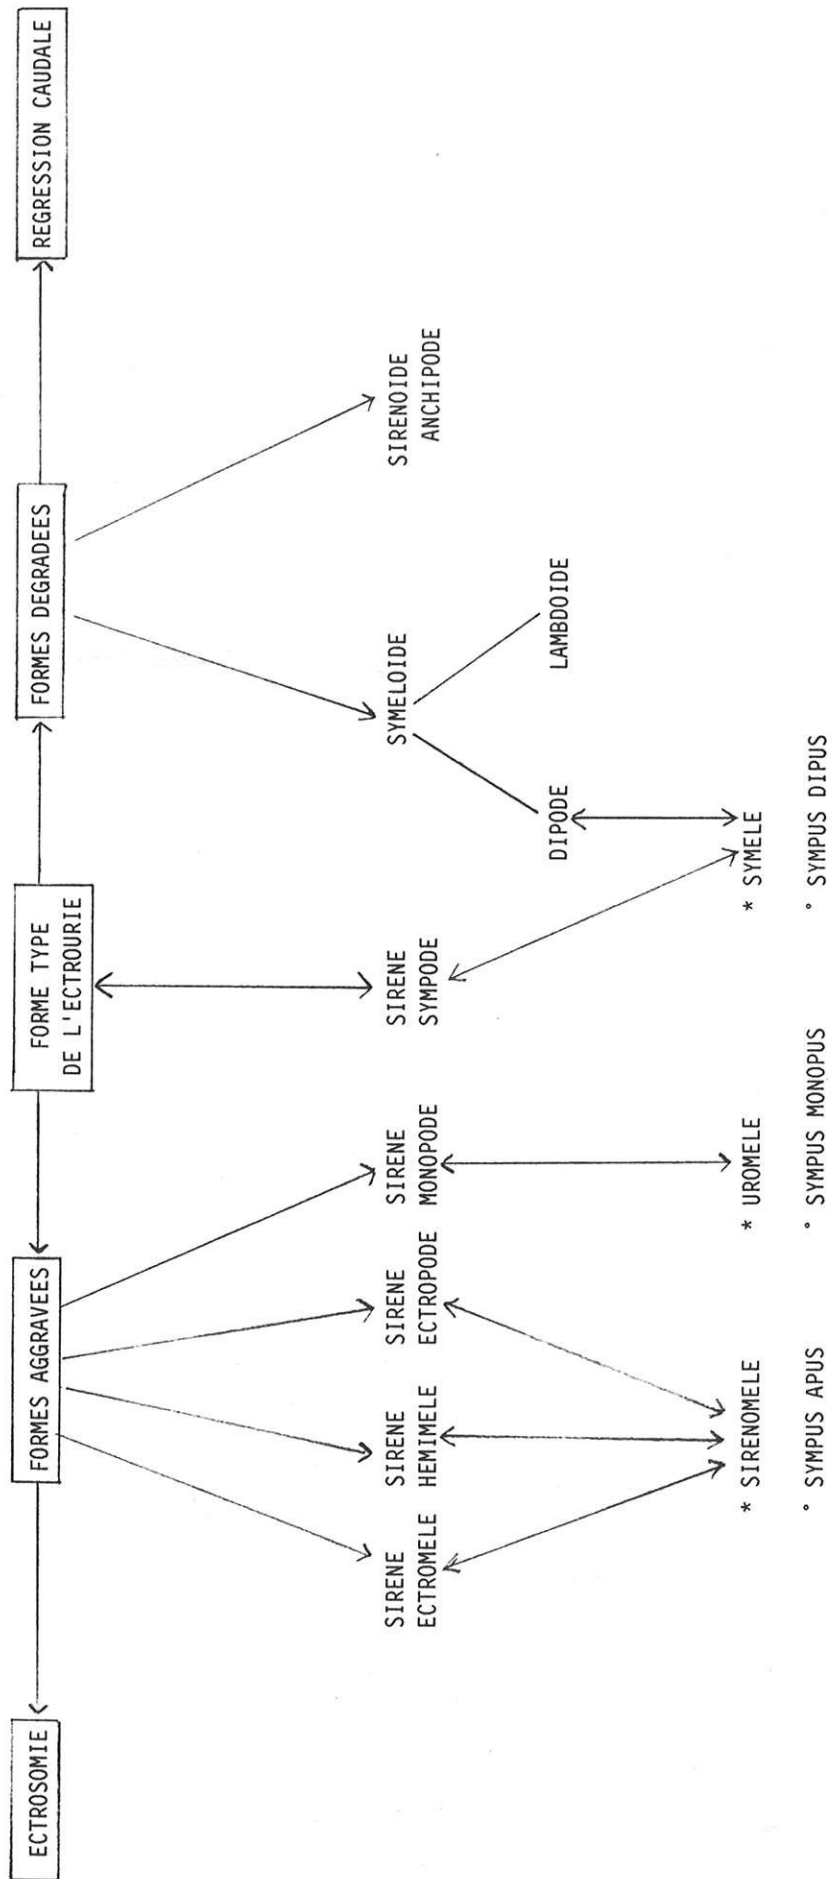 ECTROSOMIE
FORMES AGGRAVEES
FORME TYPE
DE L'ECTROURIE
FORMES DEGRADEES
REGRESSION CAUDALE
SIRENE
ECTROMELE
SIRENE
HEMIMELE
SIRENE
ECTROPODE
SIRENE
MONOPODE
SIRENE
SYMPODE
SYMELOIDE
SIRENOIDE
ANCHIPODE
DIPODE
LAMBDOIDE
* SIRENOMELE
* UROMELE
* SYMELE
° SYMPUS APUS
° SYMPUS MONOPUS
° SYMPUS DIPUS